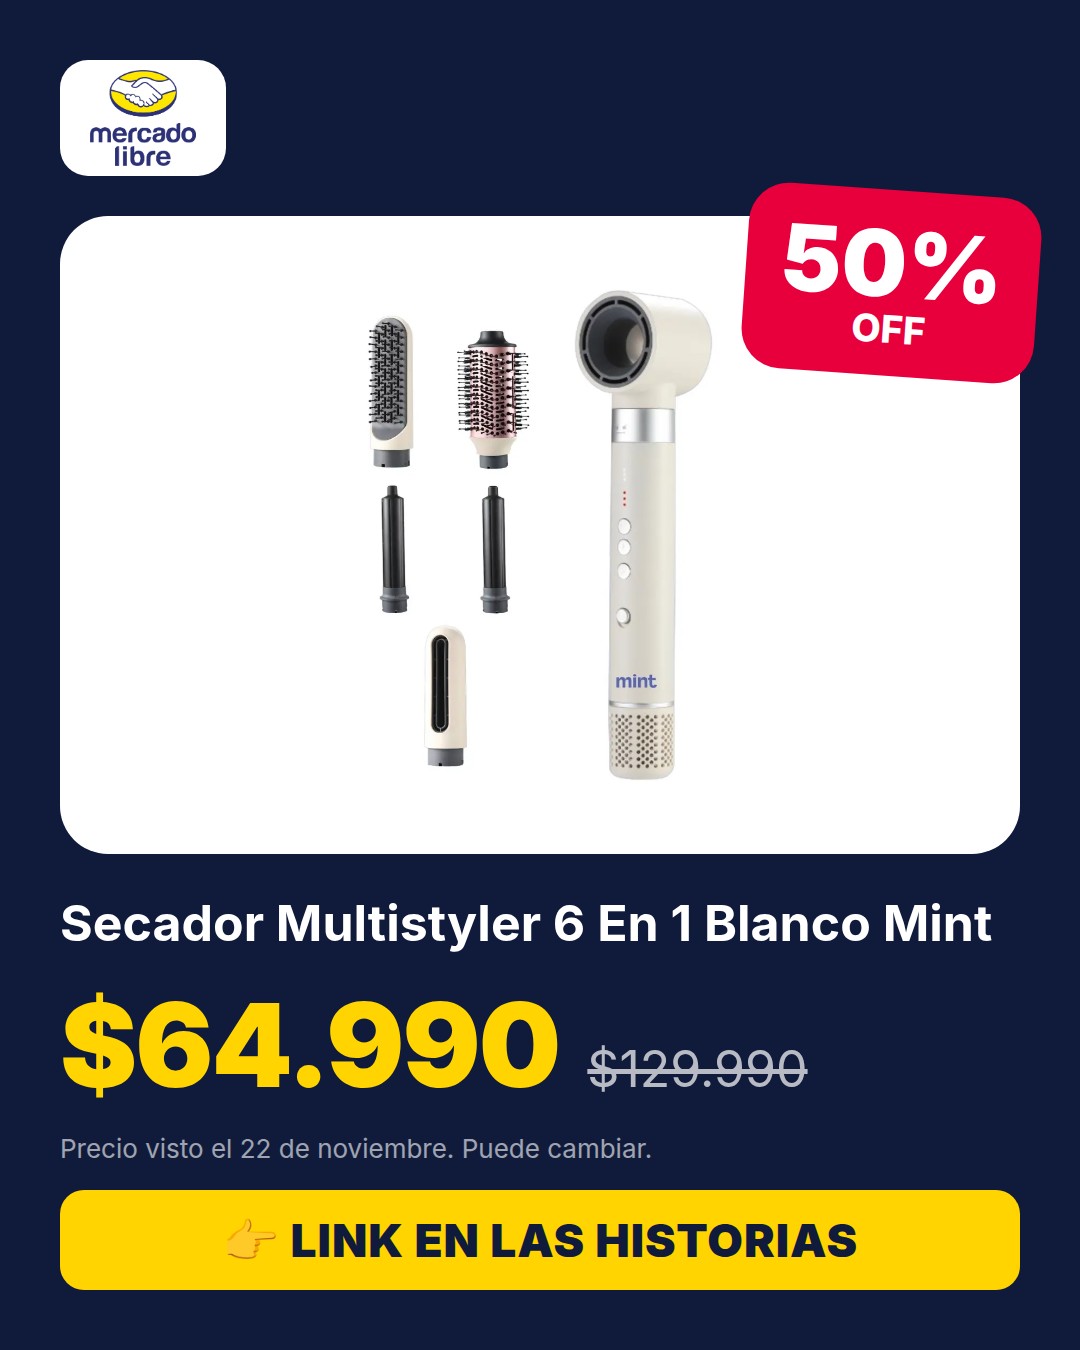 mercado
libre
50%
OFF
mint
Secador Multistyler 6 En 1 Blanco Mint
$64.990 $129.990
Precio visto el 22 de noviembre. Puede cambiar.
👉 LINK EN LAS HISTORIAS